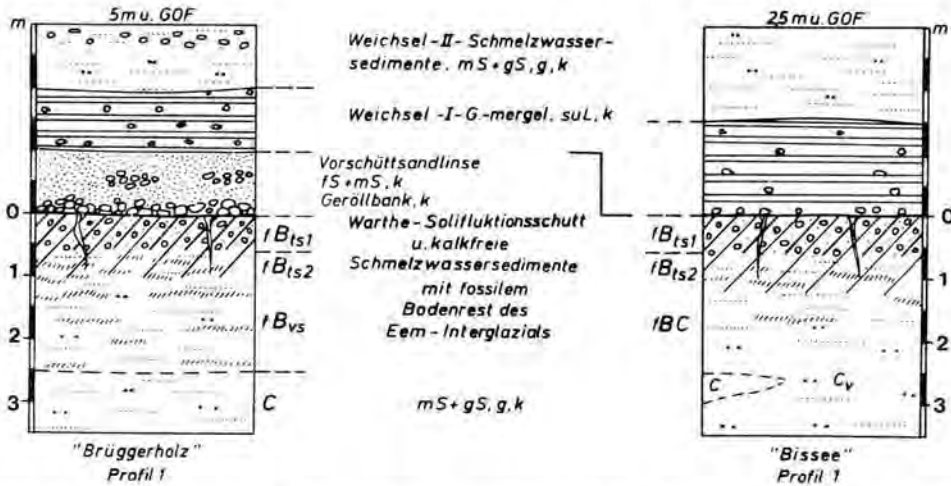 m
5m u. GOF
25m u. GOF
m
Weichsel-II-Schmelzwasser-
sedimente, mS+gS, g, k
Weichsel-I-G-mergel, suL, k
Vorschüttsandlinse
fS+mS, k
Geröllbank, k
Warthe-Solifluktionsschutt
u. kalkfreie
Schmelzwassersedimente
mit fossilem
Bodenrest des
Eem-Interglazials
mS+gS, g, k
0
1
2
3
fBts1
fBts2
fBvs
C
"Brüggerholz"
Profil 1
fBts1
fBts2
fBC
C
Cv
0
1
2
3
"Bissee"
Profil 1